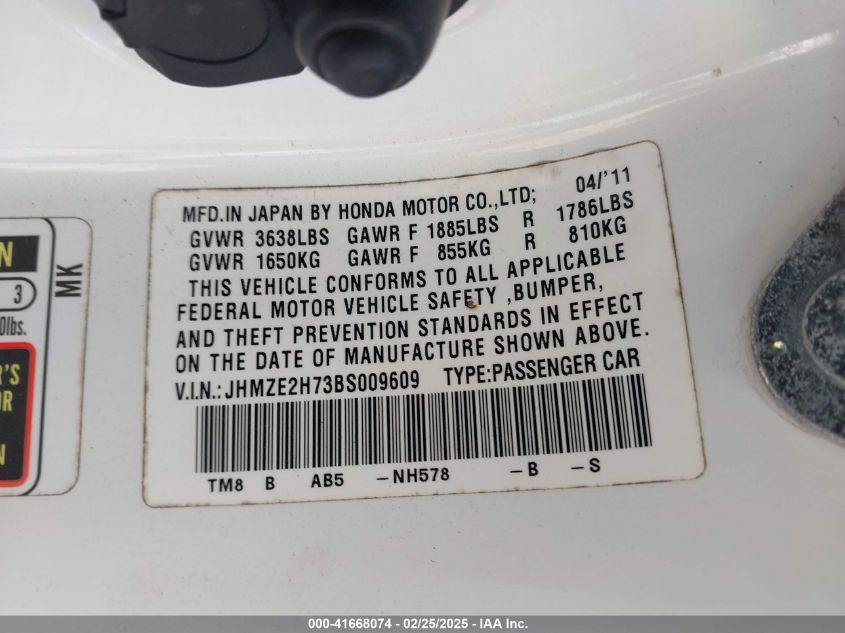 MFD.IN JAPAN BY HONDA MOTOR CO.,LTD; 04/'11
GVWR 3638LBS GAWR F 1885LBS R 1786LBS
GVWR 1650KG GAWR F 855KG R 810KG
THIS VEHICLE CONFORMS TO ALL APPLICABLE
FEDERAL MOTOR VEHICLE SAFETY ,BUMPER,
AND THEFT PREVENTION STANDARDS IN EFFECT
ON THE DATE OF MANUFACTURE SHOWN ABOVE.
V.I.N.: JHMZE2H73BS009609 TYPE:PASSENGER CAR
TM8 B AB5 -NH578 -B -S
MK
3
000-41668074 - 02/25/2025 - IAA Inc.